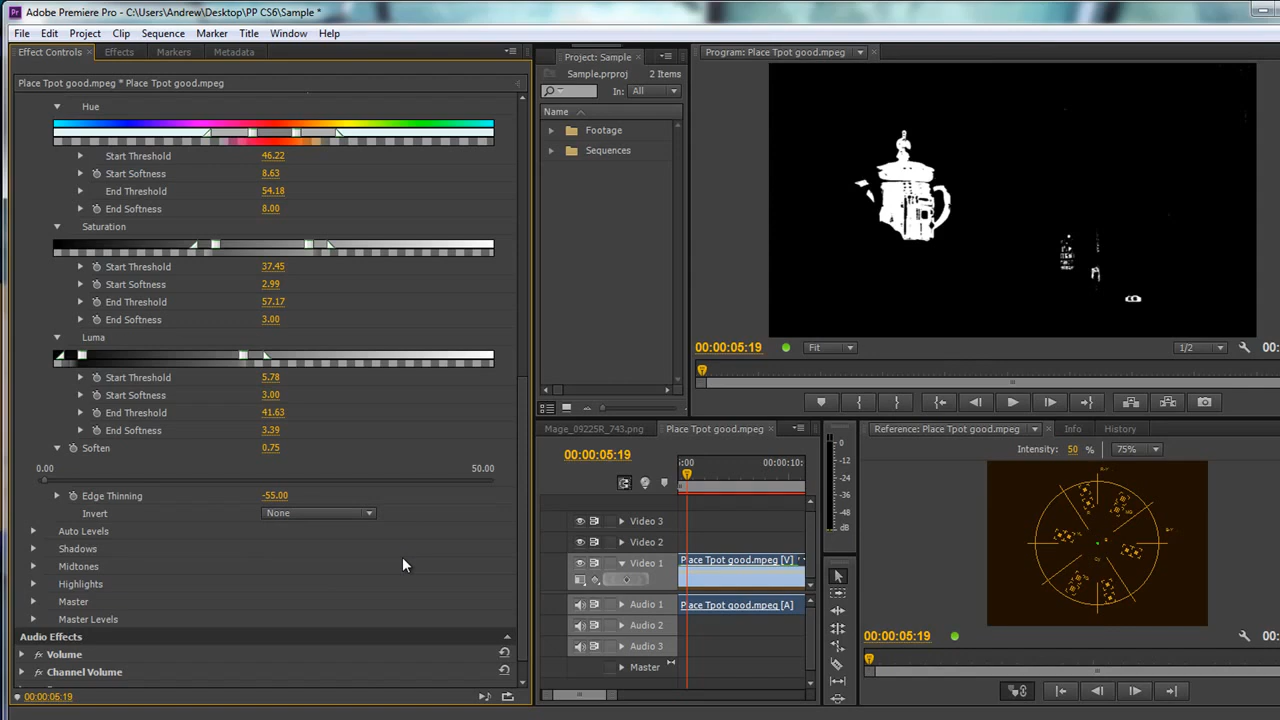 Adobe Premiere Pro - C:\Users\Andrew\Desktop\PP CS6\Sample *
File Edit Project Clip Sequence Marker Title Window Help
Effect Controls Effects Markers Metadata
Place Tpot good.mpeg * Place Tpot good.mpeg
Hue
Start Threshold 46.22
Start Softness 8.63
End Threshold 54.18
End Softness 8.00
Saturation
Start Threshold 37.45
Start Softness 2.99
End Threshold 57.17
End Softness 3.00
Luma
Start Threshold 5.78
Start Softness 3.00
End Threshold 41.63
End Softness 3.39
Soften 0.75
0.00 50.00
Edge Thinning -55.00
Invert None
Auto Levels
Shadows
Midtones
Highlights
Master
Master Levels
Audio Effects
fx Volume
fx Channel Volume
00:00:05:19
Project: Sample
Sample.prproj 2 Items
In: All
Name
Footage
Sequences
Program: Place Tpot good.mpeg
00:00:05:19 Fit 1/2 00:
Mage_09225R_743.png Place Tpot good.mpeg
00:00:05:19
:00 00:00:10:
Video 3
Video 2
Video 1 Place Tpot good.mpeg [V]
Audio 1 Place Tpot good.mpeg [A]
Audio 2
Audio 3
Master
0
-12
-24
-36
-48
dB
Reference: Place Tpot good.mpeg Info History
Intensity: 50 % 75%
00:00:05:19 00: